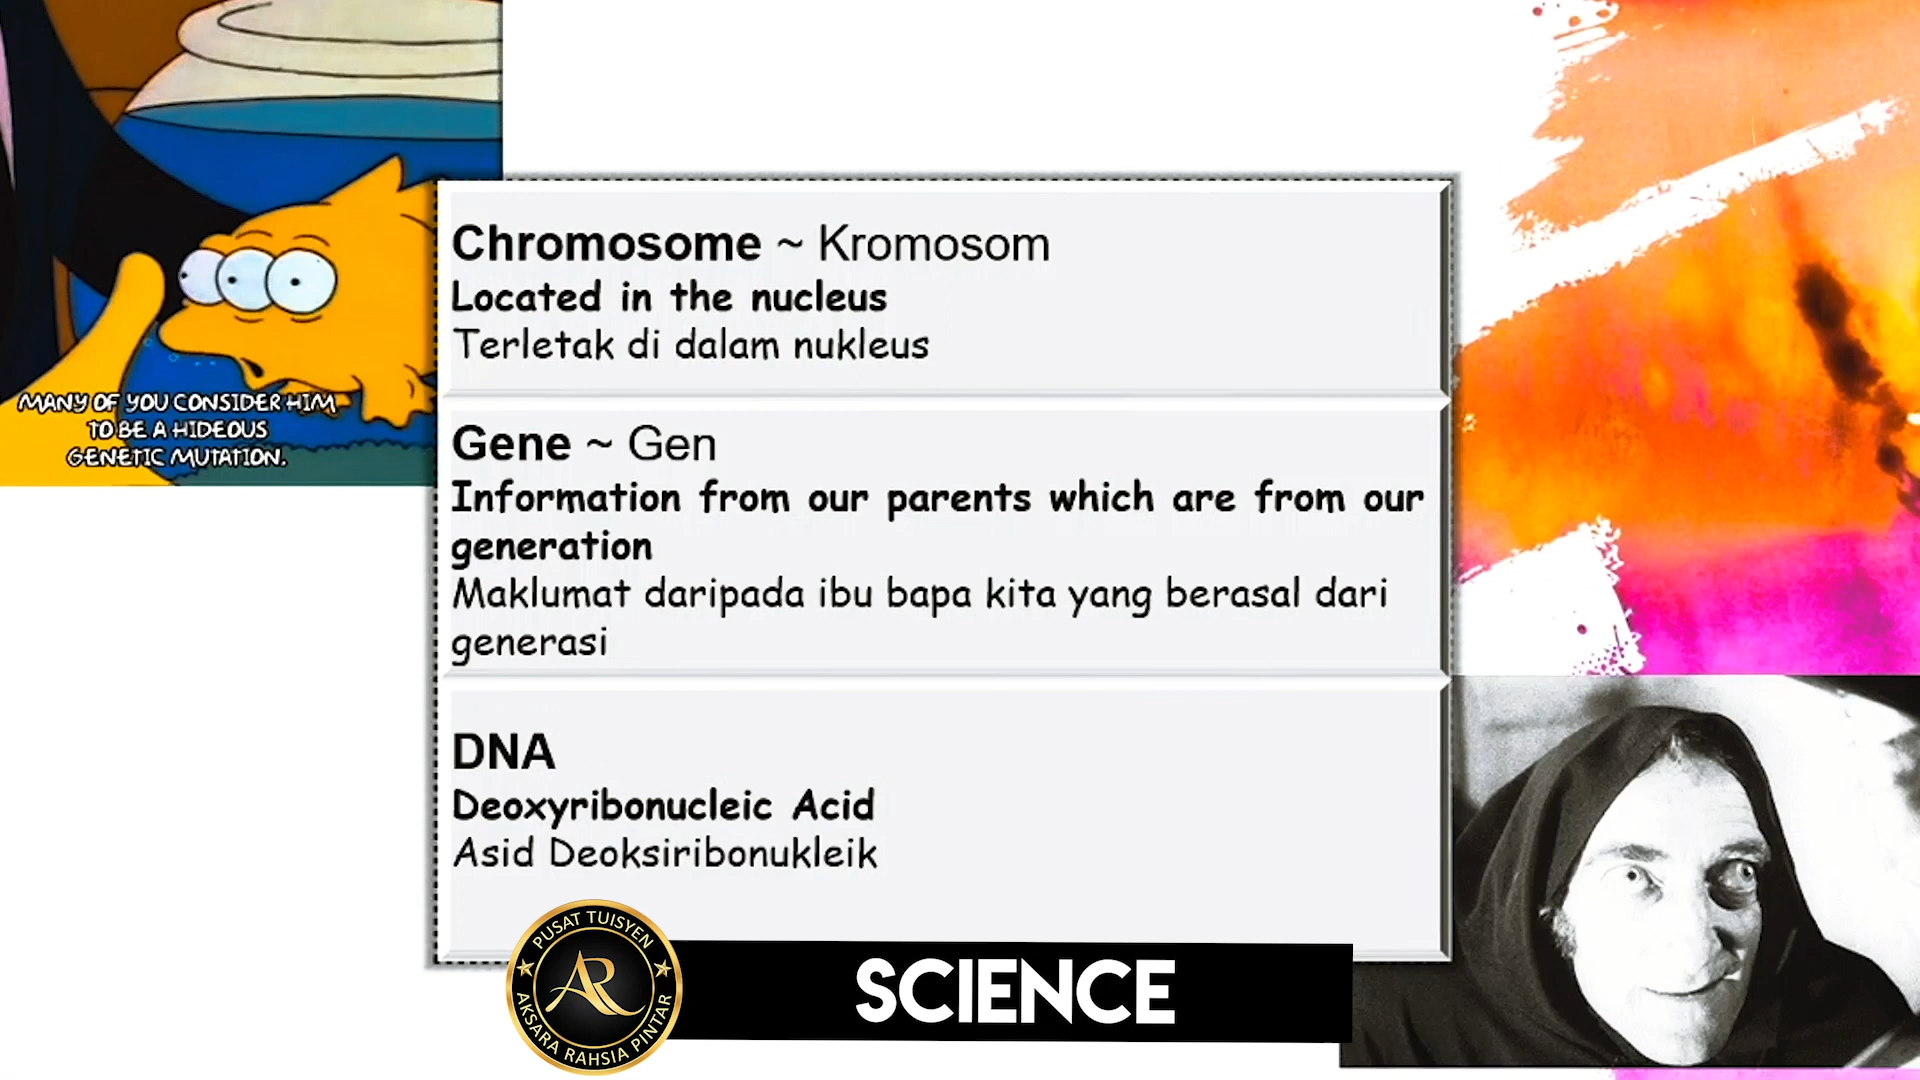 MANY OF YOU CONSIDER HIM
TO BE A HIDEOUS
GENETIC MUTATION.
Chromosome ~ Kromosom
Located in the nucleus
Terletak di dalam nukleus
Gene ~ Gen
Information from our parents which are from our
generation
Maklumat daripada ibu bapa kita yang berasal dari
generasi
DNA
Deoxyribonucleic Acid
Asid Deoksiribonukleik
PUSAT TUISYEN
AR
AKSARA RAHSIA PINTAR
SCIENCE